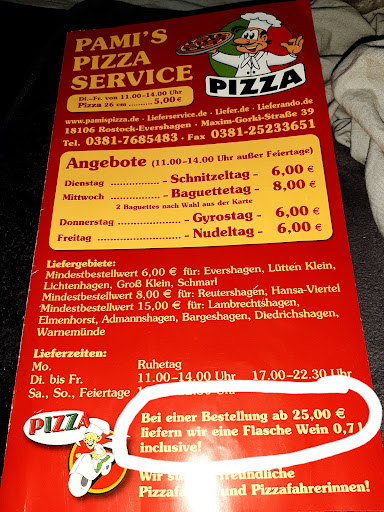 PAMI'S
PIZZA
SERVICE
PIZZA
Di.-Fr. von 11.00-14.00 Uhr
Pizza 26 cm .......... 5,00 €
www.pamispizza.de - Lieferservice.de - Liefer.de - Lieferando.de
18106 Rostock-Evershagen - Maxim-Gorki-Straße 39
Tel. 0381-7685483 - Fax 0381-25233651
Angebote (11.00-14.00 Uhr außer Feiertage)
Dienstag .................. - Schnitzeltag - 6,00 €
Mittwoch ............... - Baguettetag - 8,00 €
2 Baguettes nach Wahl aus der Karte
Donnerstag ................ - Gyrostag - 6,00 €
Freitag ...................... - Nudeltag - 6,00 €
Liefergebiete:
Mindestbestellwert 6,00 € für: Evershagen, Lütten Klein,
Lichtenhagen, Groß Klein, Schmarl
Mindestbestellwert 8,00 € für: Reutershagen, Hansa-Viertel
Mindestbestellwert 15,00 € für: Lambrechtshagen,
Elmenhorst, Admannshagen, Bargeshagen, Diedrichshagen,
Warnemünde
Lieferzeiten:
Mo. Ruhetag
Di. bis Fr. 11.00-14.00 Uhr 17.00-22.30 Uhr
Sa., So., Feiertage Uhr
PIZZA
Bei einer Bestellung ab 25,00 €
liefern wir eine Flasche Wein 0,7 l
inclusive!
Wir freundliche
Pizzafahrerinnen!